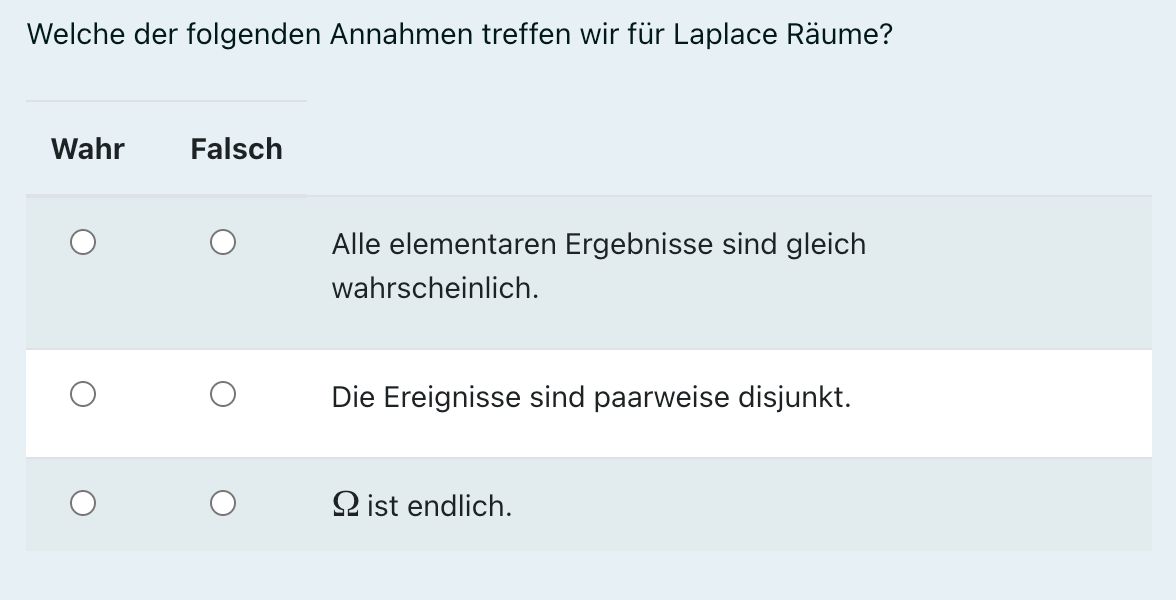 Welche der folgenden Annahmen treffen wir für Laplace Räume?
Wahr Falsch
Alle elementaren Ergebnisse sind gleich
wahrscheinlich.
Die Ereignisse sind paarweise disjunkt.
Ω ist endlich.